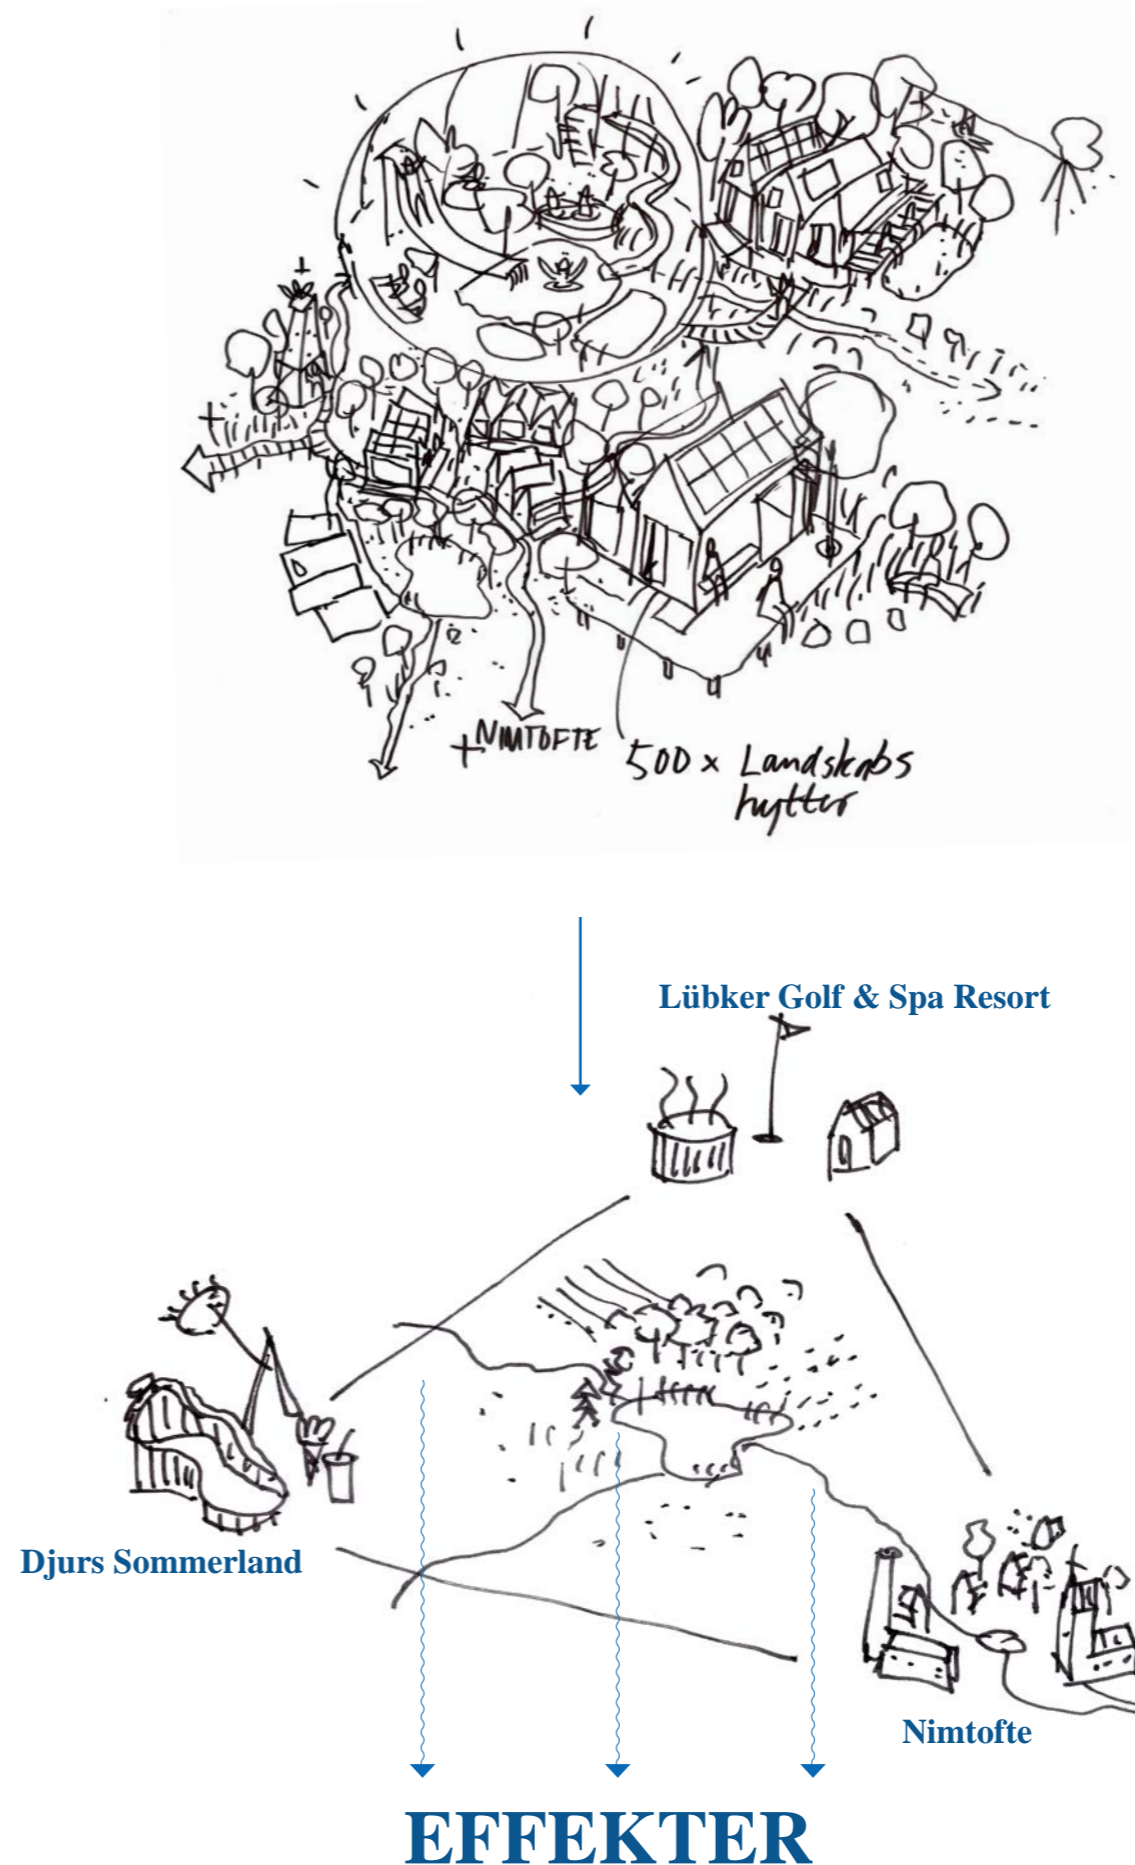 +NIMTOFTE
500 x Landskabs
hytter
Lübker Golf & Spa Resort
Djurs Sommerland
Nimtofte
EFFEKTER